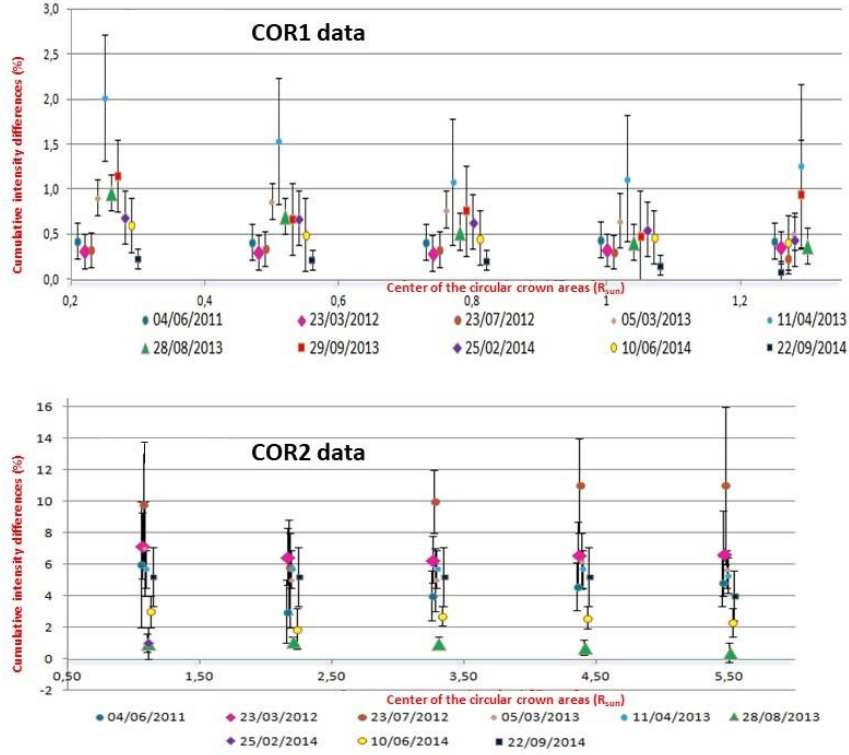 COR1 data
Cumulative intensity differences (%)
3,0
2,5
2,0
1,5
1,0
0,5
0,0
0,2 0,4 0,6 0,8 1 1,2
Center of the circular crown areas (Rsun)
04/06/2011 23/03/2012 23/07/2012 05/03/2013 11/04/2013
28/08/2013 29/09/2013 25/02/2014 10/06/2014 22/09/2014
COR2 data
Cumulative intensity differences (%)
16
14
12
10
8
6
4
2
0
-2
0,50 1,50 2,50 3,50 4,50 5,50
Center of the circular crown areas (Rsun)
04/06/2011 23/03/2012 23/07/2012 05/03/2013 11/04/2013 28/08/2013
25/02/2014 10/06/2014 22/09/2014